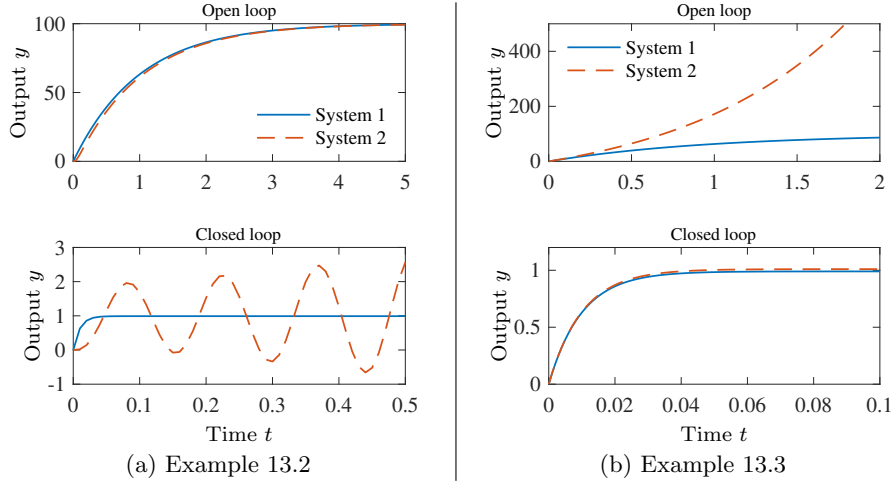 Open loop
100
50
0
Output y
System 1
System 2
0 1 2 3 4 5
Closed loop
3
2
1
0
-1
Output y
0 0.1 0.2 0.3 0.4 0.5
Time t
(a) Example 13.2
Open loop
400
200
0
Output y
System 1
System 2
0 0.5 1 1.5 2
Closed loop
1
0.5
0
Output y
0 0.02 0.04 0.06 0.08 0.1
Time t
(b) Example 13.3